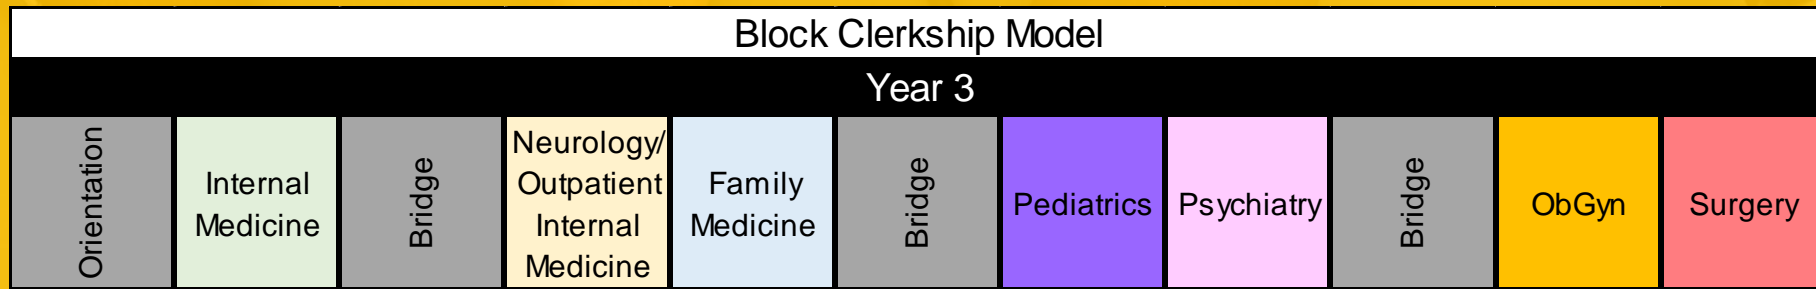 Block Clerkship Model
Year 3
Orientation
Internal
Medicine
Bridge
Neurology/
Outpatient
Internal
Medicine
Family
Medicine
Bridge
Pediatrics
Psychiatry
Bridge
ObGyn
Surgery